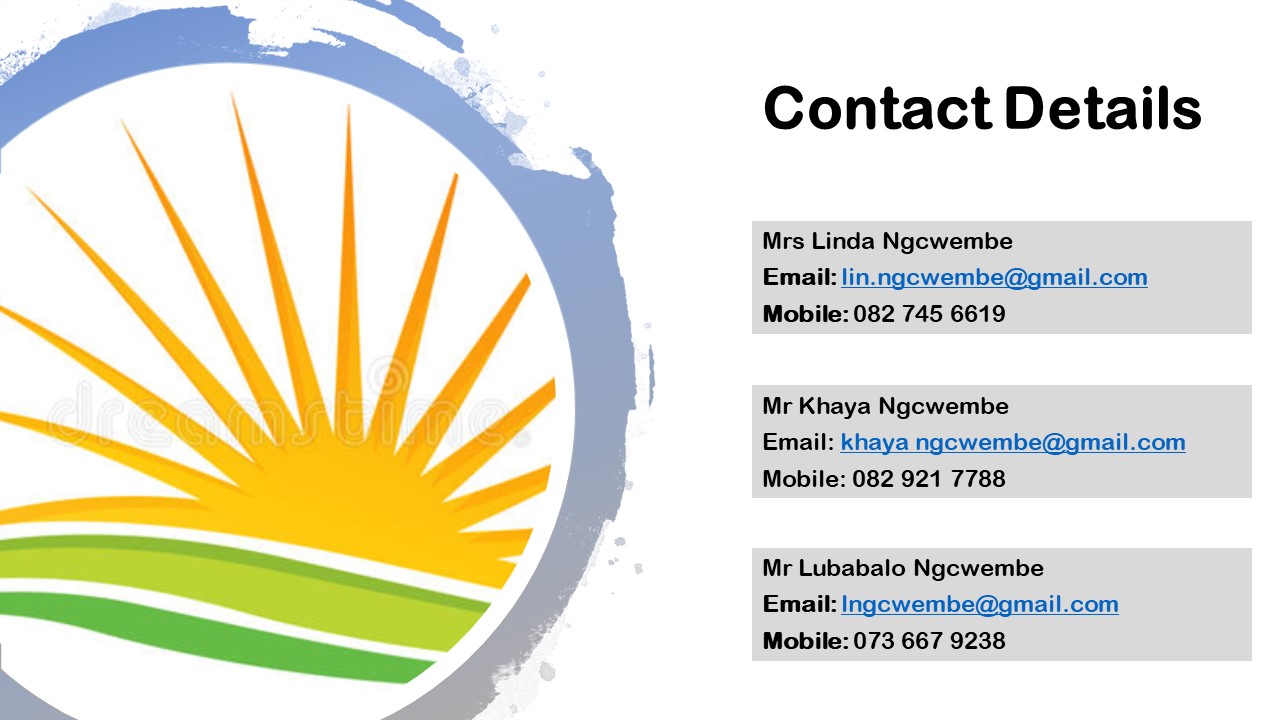 Contact Details
Mrs Linda Ngcwembe
Email: lin.ngcwembe@gmail.com
Mobile: 082 745 6619
Mr Khaya Ngcwembe
Email: khaya ngcwembe@gmail.com
Mobile: 082 921 7788
Mr Lubabalo Ngcwembe
Email: lngcwembe@gmail.com
Mobile: 073 667 9238
dreamstime